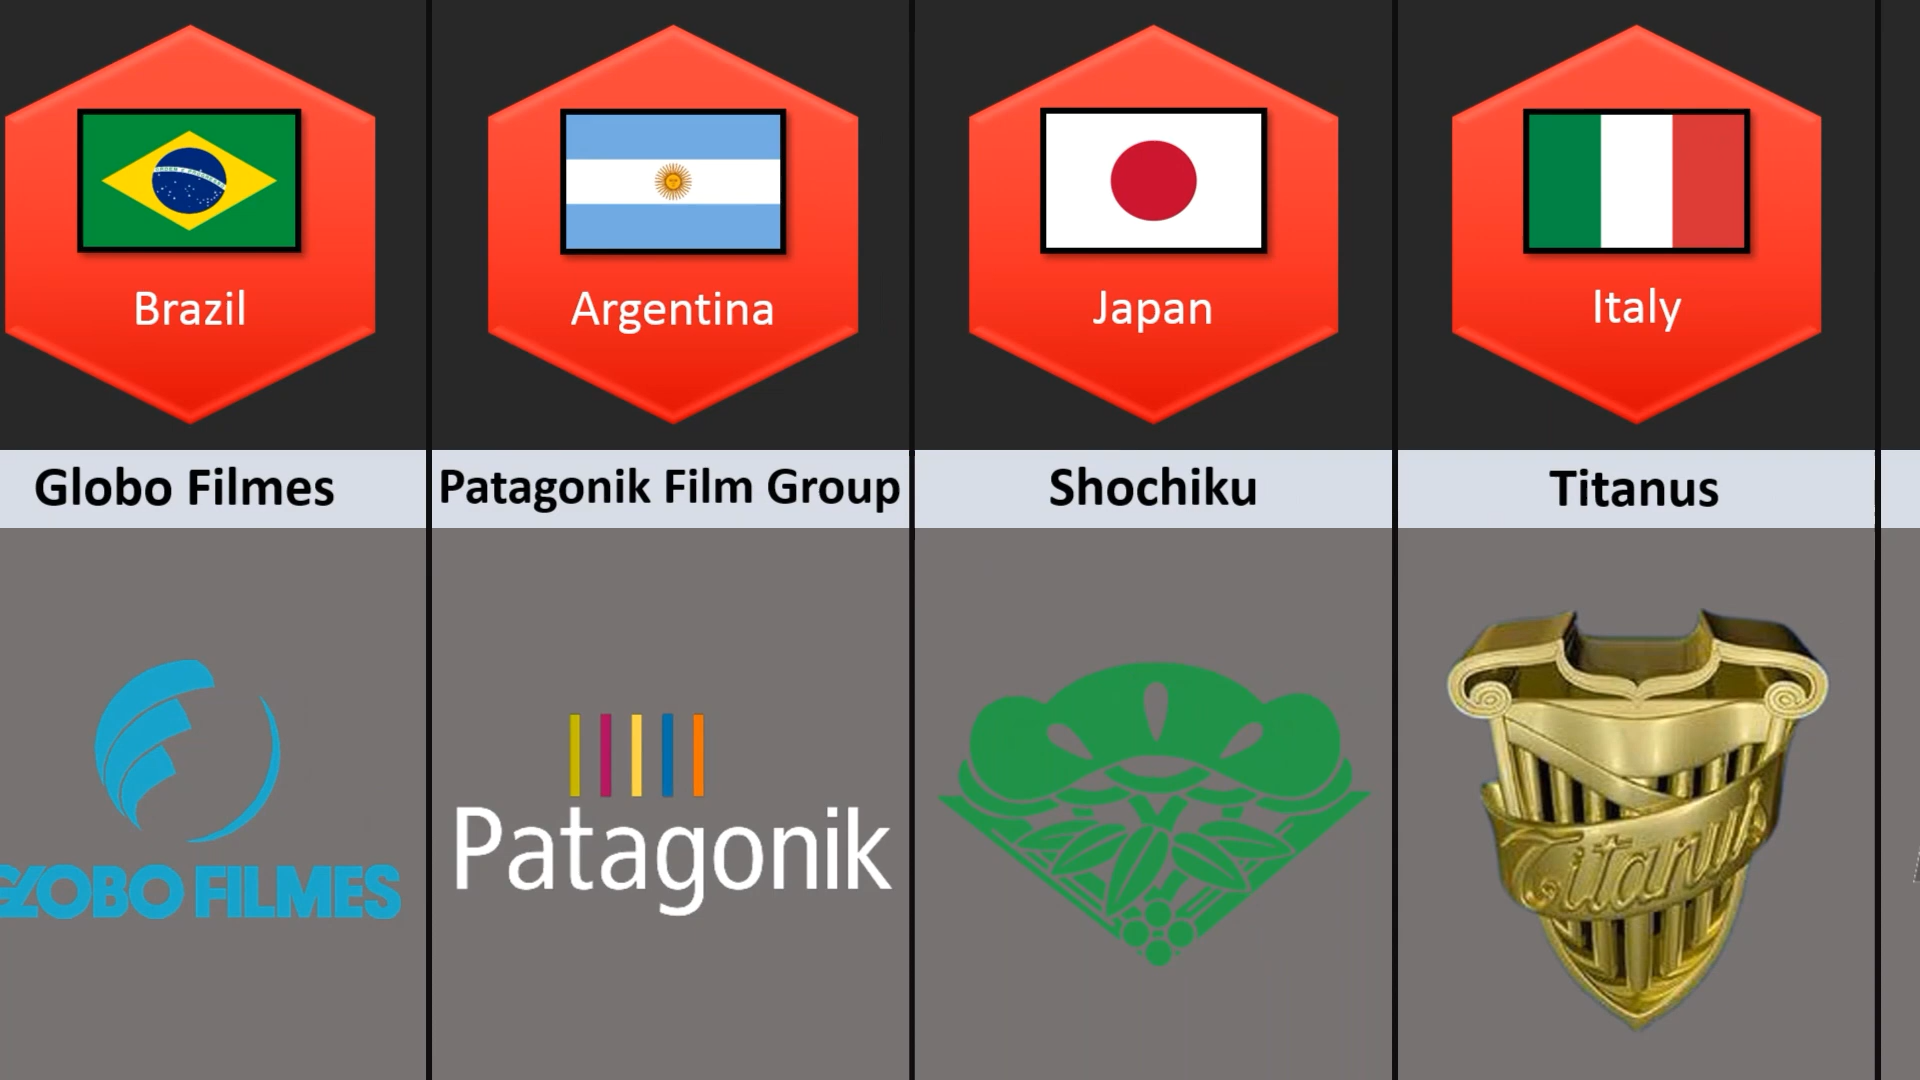 Brazil
Argentina
Japan
Italy
Globo Filmes
Patagonik Film Group
Shochiku
Titanus
GLOBO FILMES
Patagonik
Titanus